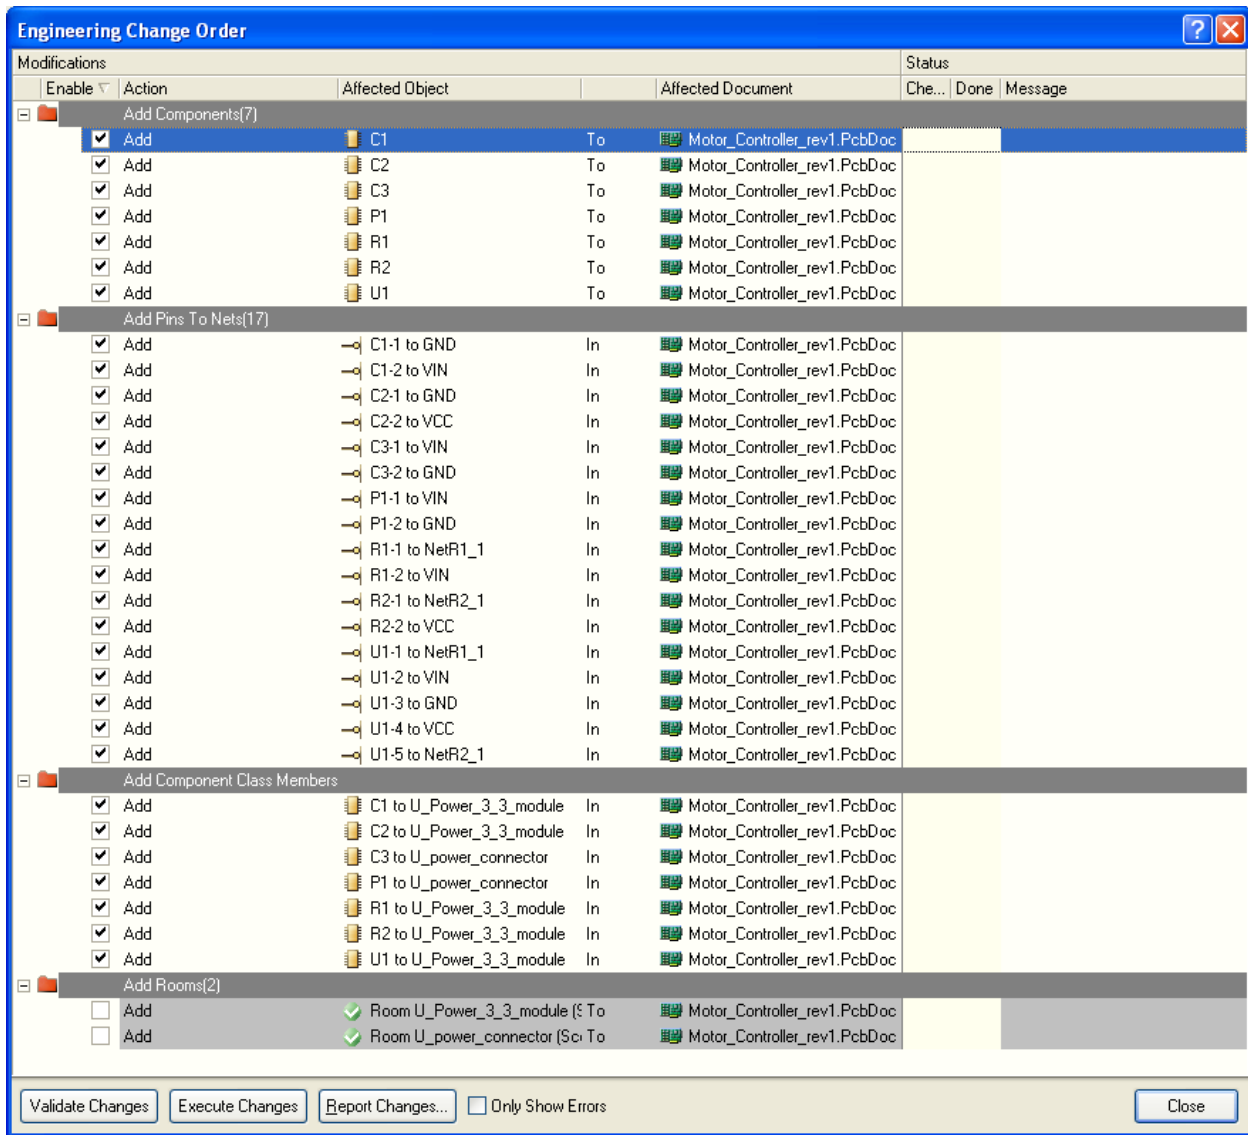 Engineering Change Order
Modifications Status
Enable Action Affected Object Affected Document Che... Done Message
Add Components(7)
Add C1 To Motor_Controller_rev1.PcbDoc
Add C2 To Motor_Controller_rev1.PcbDoc
Add C3 To Motor_Controller_rev1.PcbDoc
Add P1 To Motor_Controller_rev1.PcbDoc
Add R1 To Motor_Controller_rev1.PcbDoc
Add R2 To Motor_Controller_rev1.PcbDoc
Add U1 To Motor_Controller_rev1.PcbDoc
Add Pins To Nets(17)
Add C1-1 to GND In Motor_Controller_rev1.PcbDoc
Add C1-2 to VIN In Motor_Controller_rev1.PcbDoc
Add C2-1 to GND In Motor_Controller_rev1.PcbDoc
Add C2-2 to VCC In Motor_Controller_rev1.PcbDoc
Add C3-1 to VIN In Motor_Controller_rev1.PcbDoc
Add C3-2 to GND In Motor_Controller_rev1.PcbDoc
Add P1-1 to VIN In Motor_Controller_rev1.PcbDoc
Add P1-2 to GND In Motor_Controller_rev1.PcbDoc
Add R1-1 to NetR1_1 In Motor_Controller_rev1.PcbDoc
Add R1-2 to VIN In Motor_Controller_rev1.PcbDoc
Add R2-1 to NetR2_1 In Motor_Controller_rev1.PcbDoc
Add R2-2 to VCC In Motor_Controller_rev1.PcbDoc
Add U1-1 to NetR1_1 In Motor_Controller_rev1.PcbDoc
Add U1-2 to VIN In Motor_Controller_rev1.PcbDoc
Add U1-3 to GND In Motor_Controller_rev1.PcbDoc
Add U1-4 to VCC In Motor_Controller_rev1.PcbDoc
Add U1-5 to NetR2_1 In Motor_Controller_rev1.PcbDoc
Add Component Class Members
Add C1 to U_Power_3_3_module In Motor_Controller_rev1.PcbDoc
Add C2 to U_Power_3_3_module In Motor_Controller_rev1.PcbDoc
Add C3 to U_power_connector In Motor_Controller_rev1.PcbDoc
Add P1 to U_power_connector In Motor_Controller_rev1.PcbDoc
Add R1 to U_Power_3_3_module In Motor_Controller_rev1.PcbDoc
Add R2 to U_Power_3_3_module In Motor_Controller_rev1.PcbDoc
Add U1 to U_Power_3_3_module In Motor_Controller_rev1.PcbDoc
Add Rooms(2)
Add Room U_Power_3_3_module (S To Motor_Controller_rev1.PcbDoc
Add Room U_power_connector (Sc To Motor_Controller_rev1.PcbDoc
Validate Changes Execute Changes Report Changes... Only Show Errors Close